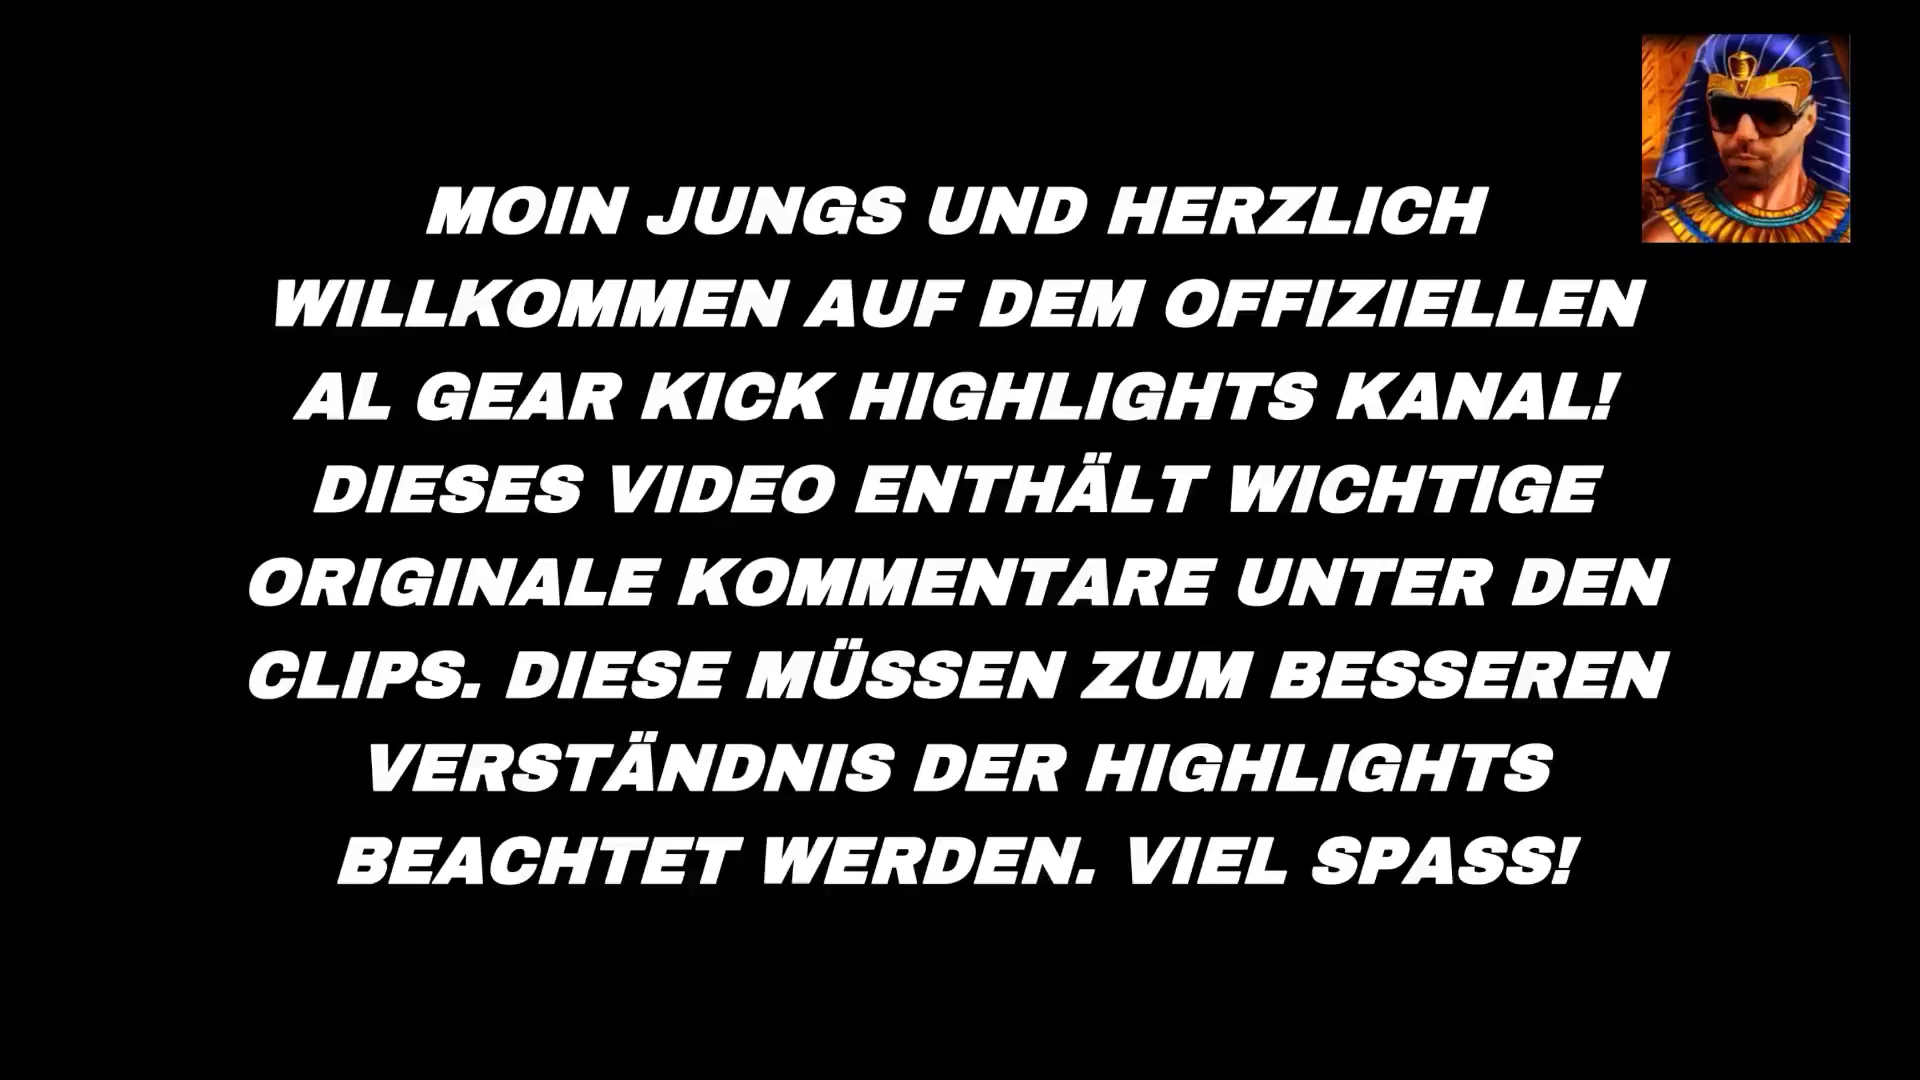 MOIN JUNGS UND HERZLICH
WILLKOMMEN AUF DEM OFFIZIELLEN
AL GEAR KICK HIGHLIGHTS KANAL!
DIESES VIDEO ENTHÄLT WICHTIGE
ORIGINALE KOMMENTARE UNTER DEN
CLIPS. DIESE MÜSSEN ZUM BESSEREN
VERSTÄNDNIS DER HIGHLIGHTS
BEACHTET WERDEN. VIEL SPASS!